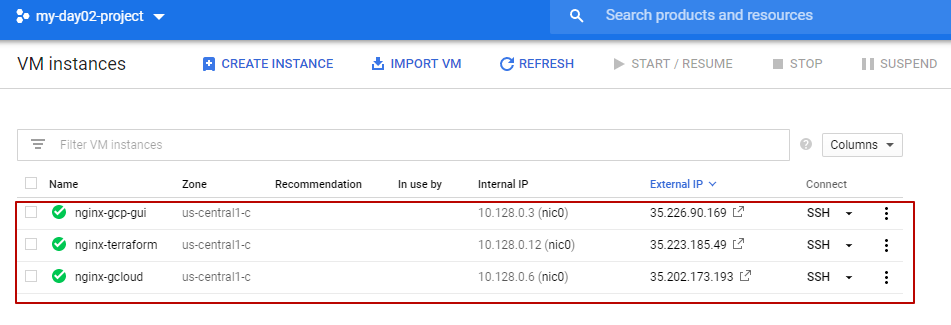 my-day02-project Search products and resources
VM instances CREATE INSTANCE IMPORT VM REFRESH START / RESUME STOP SUSPEND
Filter VM instances Columns
Name Zone Recommendation In use by Internal IP External IP Connect
nginx-gcp-gui us-central1-c 10.128.0.3 (nic0) 35.226.90.169 SSH
nginx-terraform us-central1-c 10.128.0.12 (nic0) 35.223.185.49 SSH
nginx-gcloud us-central1-c 10.128.0.6 (nic0) 35.202.173.193 SSH